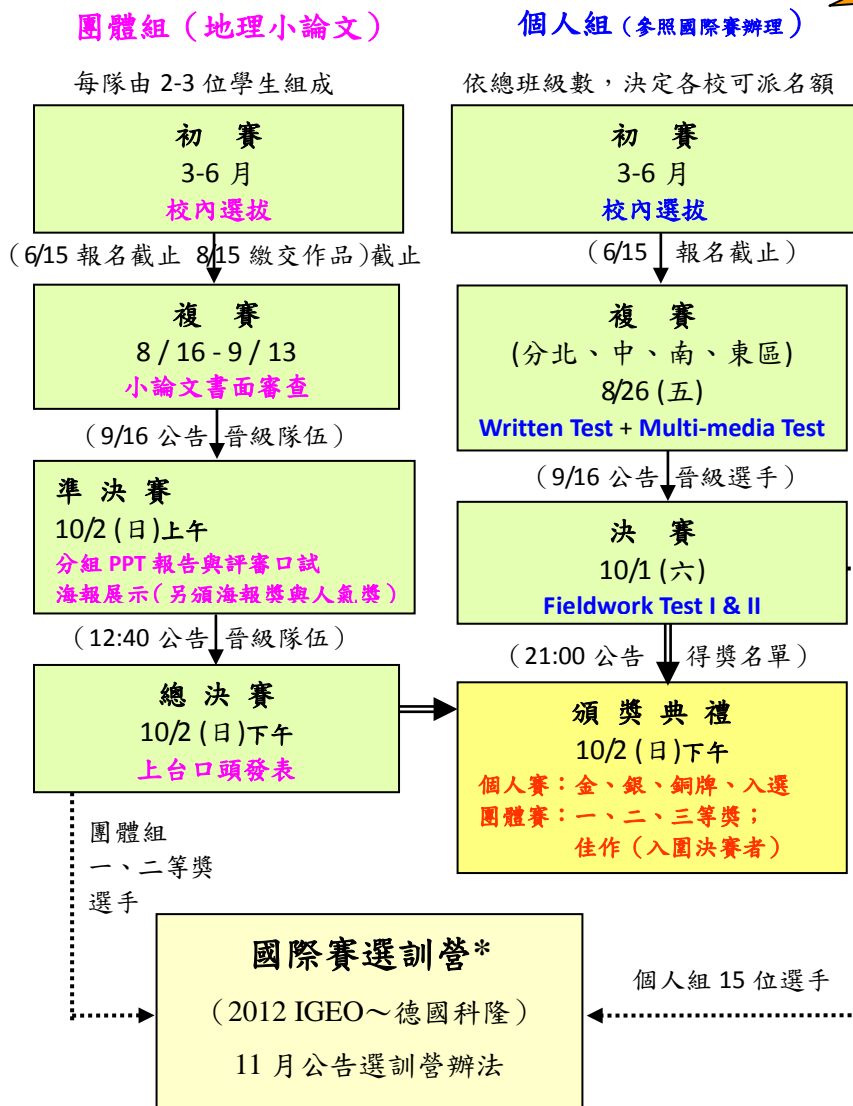 團體組（地理小論文）
每隊由 2-3 位學生組成
初 賽
3-6 月
校內選拔
（6/15 報名截止 8/15 繳交作品）截止
複 賽
8 / 16 - 9 / 13
小論文書面審查
（9/16 公告 晉級隊伍）
準 決 賽
10/2 (日)上午
分組 PPT 報告與評審口試
海報展示（另頒海報獎與人氣獎）
（12:40 公告 晉級隊伍）
總 決 賽
10/2 (日)下午
上台口頭發表
團體組
一、二等獎
選手
個人組（參照國際賽辦理）
依總班級數，決定各校可派名額
初 賽
3-6 月
校內選拔
（6/15 報名截止）
複 賽
(分北、中、南、東區)
8/26 (五)
Written Test + Multi-media Test
（9/16 公告 晉級選手）
決 賽
10/1 (六)
Fieldwork Test I & II
（21:00 公告 得獎名單）
頒 獎 典 禮
10/2 (日)下午
個人賽：金、銀、銅牌、入選
團體賽：一、二、三等獎；
佳作（入圍決賽者）
個人組 15 位選手
國際賽選訓營*
（2012 IGEO～德國科隆）
11 月公告選訓營辦法